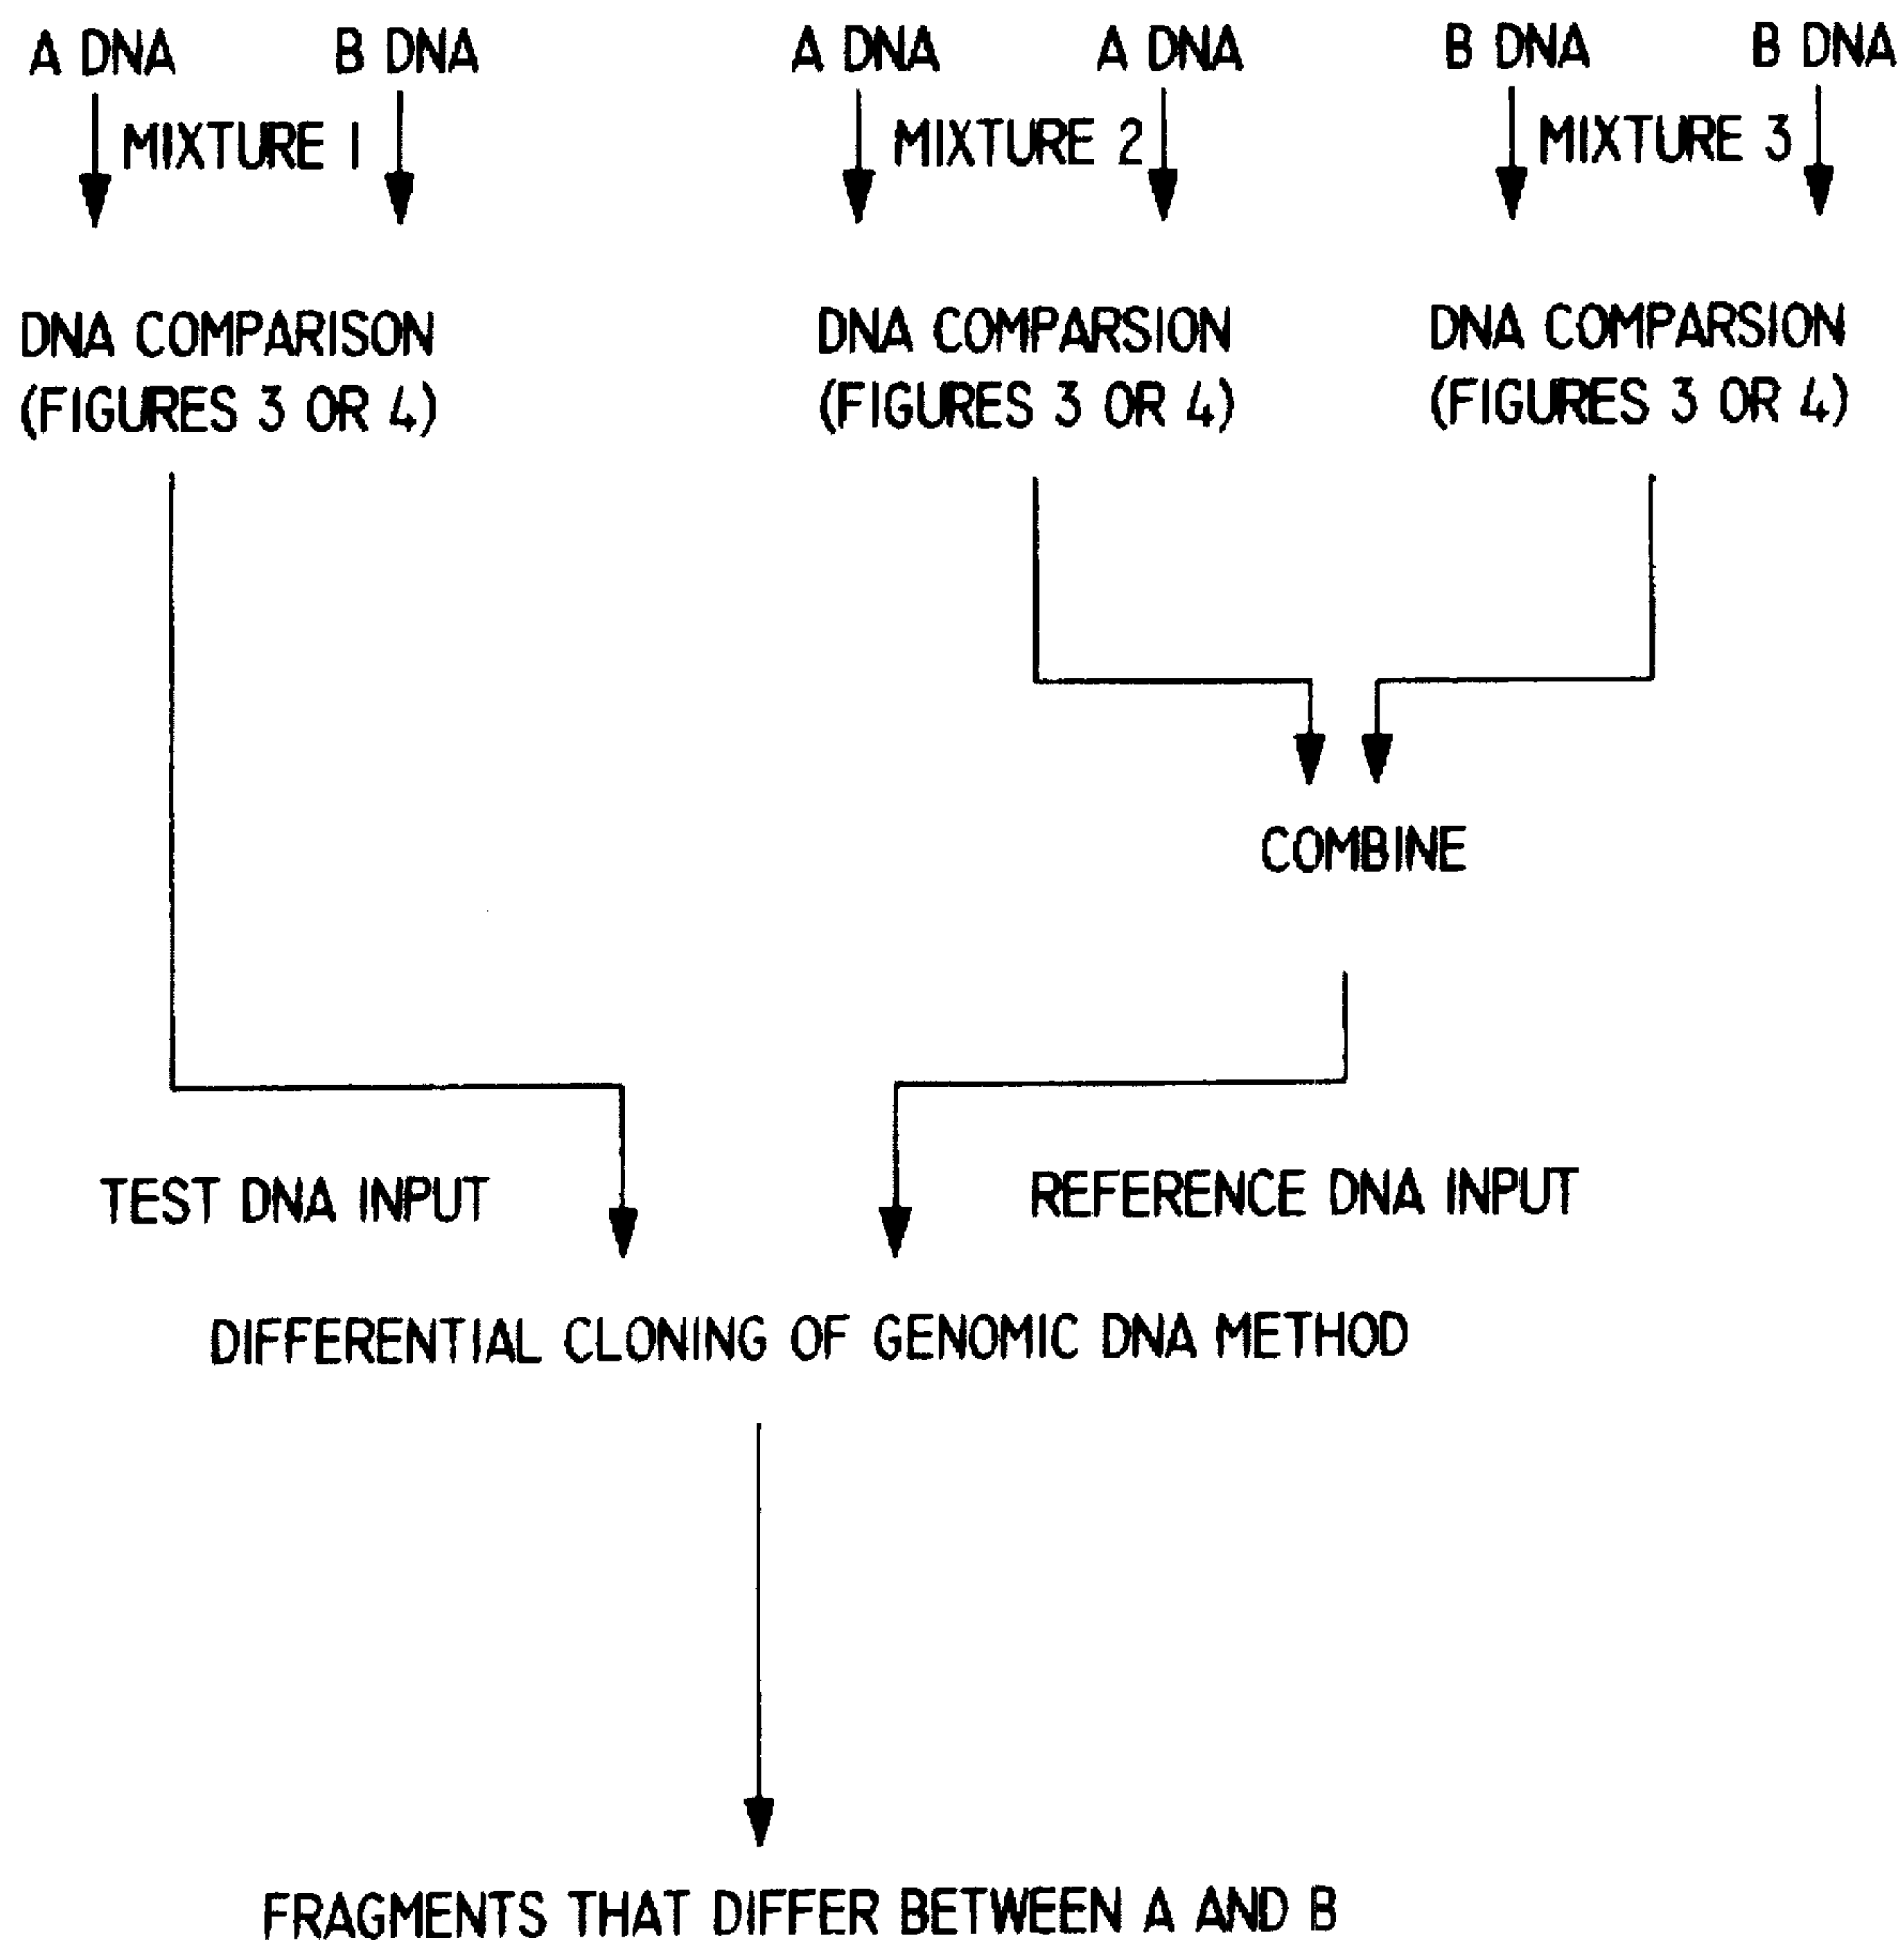 A DNA B DNA A DNA A DNA B DNA B DNA
MIXTURE 1 MIXTURE 2 MIXTURE 3
DNA COMPARISON DNA COMPARSION DNA COMPARSION
(FIGURES 3 OR 4) (FIGURES 3 OR 4) (FIGURES 3 OR 4)
COMBINE
TEST DNA INPUT REFERENCE DNA INPUT
DIFFERENTIAL CLONING OF GENOMIC DNA METHOD
FRAGMENTS THAT DIFFER BETWEEN A AND B